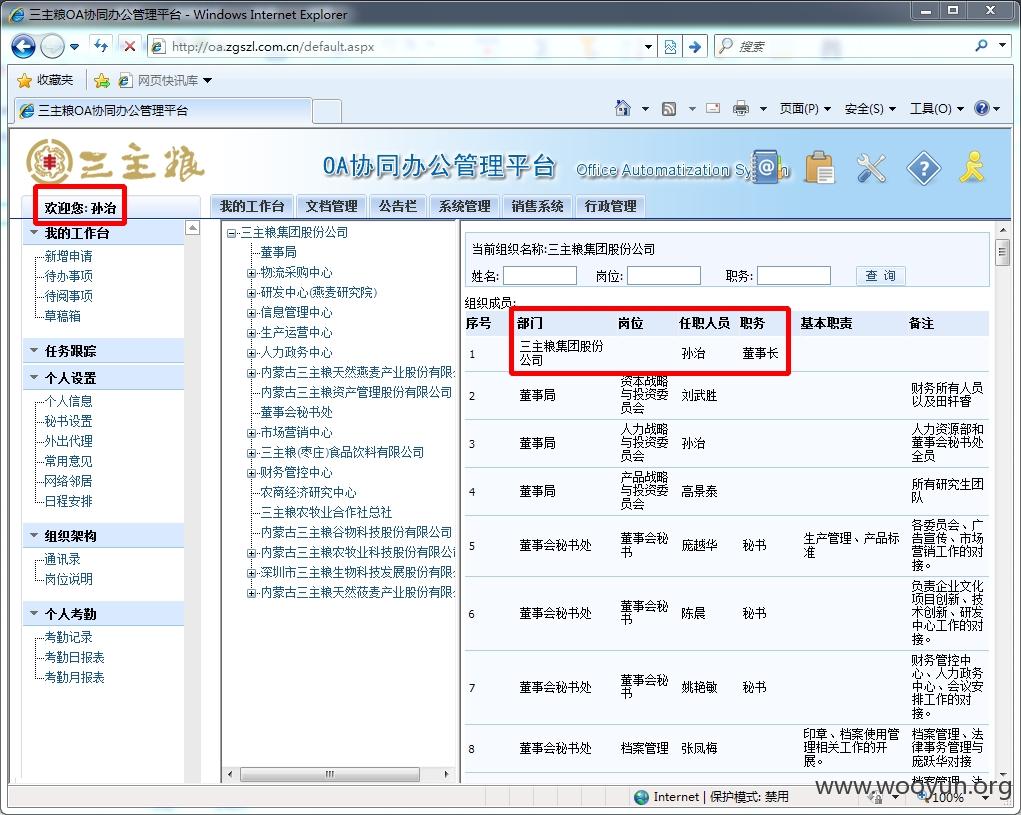 三主粮OA协同办公管理平台 - Windows Internet Explorer
http://oa.zgszl.com.cn/default.aspx
搜索
收藏夹
网页快讯库
三主粮OA协同办公管理平台
页面(P)
安全(S)
工具(O)
三主粮
OA协同办公管理平台
Office Automatization Sy
欢迎您: 孙治
我的工作台
文档管理
公告栏
系统管理
销售系统
行政管理
我的工作台
新增申请
待办事项
待阅事项
草稿箱
任务跟踪
个人设置
个人信息
秘书设置
外出代理
常用意见
网络邻居
日程安排
组织架构
通讯录
岗位说明
个人考勤
考勤记录
考勤日报表
考勤月报表
三主粮集团股份公司
董事局
物流采购中心
研发中心(燕麦研究院)
信息管理中心
生产运营中心
人力政务中心
内蒙古三主粮天然燕麦产业股份有限
内蒙古三主粮资产管理股份有限公司
董事会秘书处
市场营销中心
三主粮(枣庄)食品饮料有限公司
财务管控中心
农商经济研究中心
三主粮农牧业合作社总社
内蒙古三主粮谷物科技股份有限公司
内蒙古三主粮农牧业科技股份有限公
深圳市三主粮生物科技发展股份有限
内蒙古三主粮天然莜麦产业股份有限
当前组织名称:三主粮集团股份公司
姓名:
岗位:
职务:
查 询
组织成员:
序号 部门 岗位 任职人员 职务 基本职责 备注
1 三主粮集团股份公司 孙治 董事长
2 董事局 资本战略与投资委员会 刘武胜 财务所有人员以及田轩睿
3 董事局 人力战略与投资委员会 孙治 人力资源部和董事会秘书处全员
4 董事局 产品战略与投资委员会 高景泰 所有研究生团队
5 董事会秘书处 董事会秘书 庞越华 秘书 生产管理、产品标准 各委员会、广告宣传、市场营销工作的对接。
6 董事会秘书处 董事会秘书 陈晨 秘书 负责企业文化项目创新、技术创新、研发中心工作的对接。
7 董事会秘书处 董事会秘书 姚艳敏 秘书 财务管控中心、人力政务中心、会议安排工作的对接。
8 董事会秘书处 档案管理 张凤梅 印章、档案使用管理相关工作的开展。 档案管理、法律事务管理与庞跃华对接
档案管理、法
Internet | 保护模式: 禁用
100%
www.wooyun.org